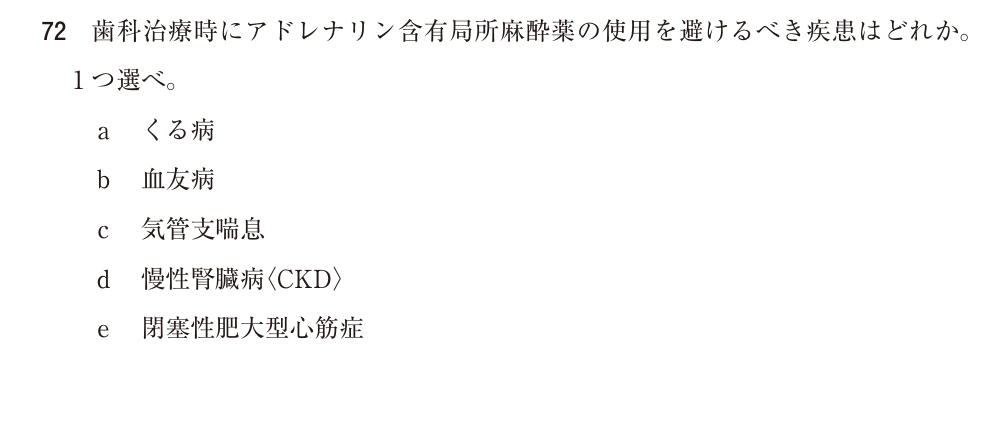 72 歯科治療時にアドレナリン含有局所麻酔薬の使用を避けるべき疾患はどれか。
1つ選べ。
a くる病
b 血友病
c 気管支喘息
d 慢性腎臓病〈CKD〉
e 閉塞性肥大型心筋症